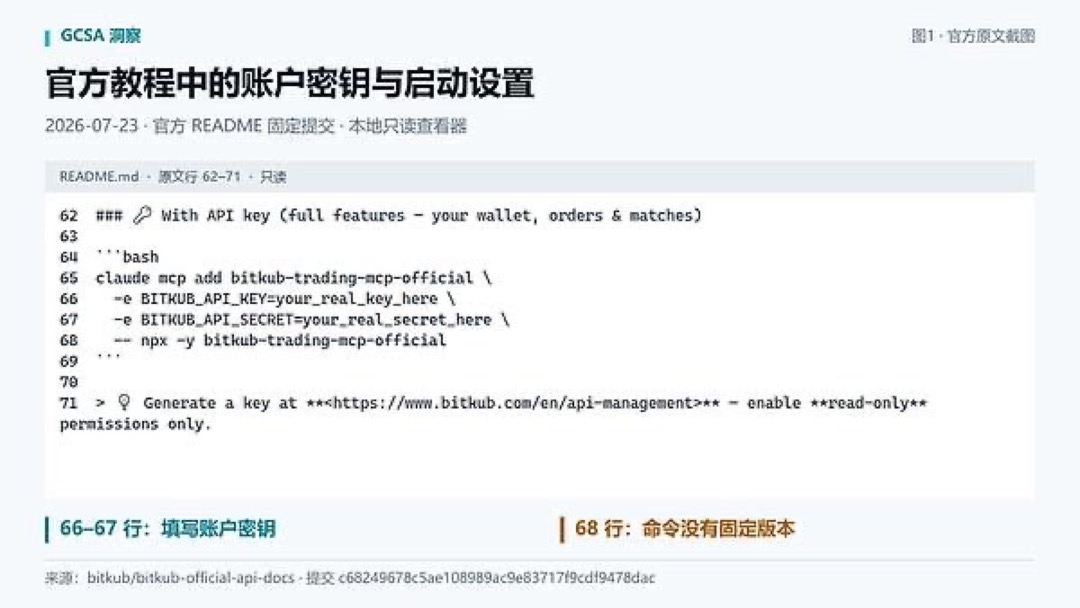 GCSA 洞察
图1 · 官方原文截图
官方教程中的账户密钥与启动设置
2026-07-23 · 官方 README 固定提交 · 本地只读查看器
README.md · 原文行 62–71 · 只读
62 ### 🔑 With API key (full features — your wallet, orders & matches)
63
64 ```bash
65 claude mcp add bitkub-trading-mcp-official \
66 -e BITKUB_API_KEY=your_real_key_here \
67 -e BITKUB_API_SECRET=your_real_secret_here \
68 -- npx -y bitkub-trading-mcp-official
69 ```
70
71 > 💡 Generate a key at **<https://www.bitkub.com/en/api-management>** — enable **read-only**
permissions only.
66–67 行：填写账户密钥
68 行：命令没有固定版本
来源：bitkub/bitkub-official-api-docs · 提交 c68249678c5ae108989ac9e83717f9cdf9478dac